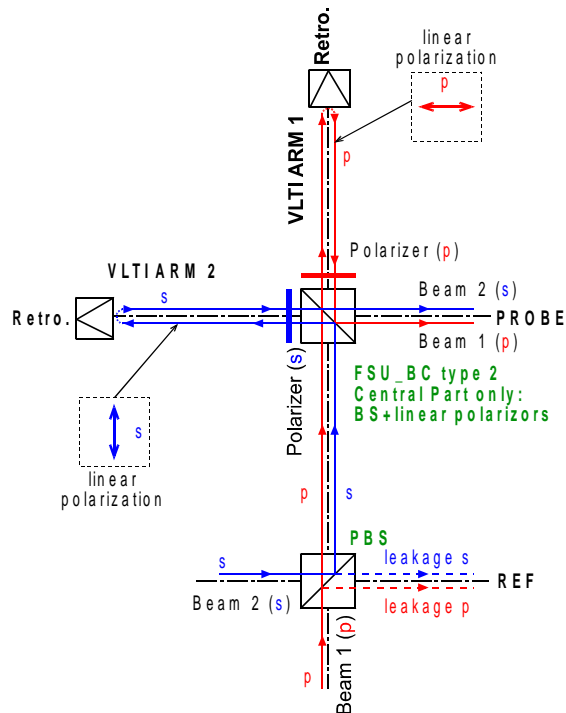 Retro.
linear
polarization
p
VLTI ARM 1
p
Polarizer (p)
VLTI ARM 2
s
Beam 2 (s)
Retro.
PROBE
Beam 1 (p)
Polarizer (s)
FSU_BC type 2
Central Part only:
BS+linear polarizors
s
linear
polarization
p
s
PBS
s
leakage s
REF
Beam 2 (s)
leakage p
Beam 1 (p)
p